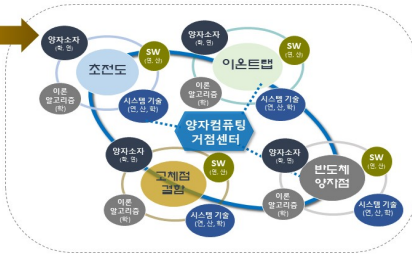 양자소자
(학, 연)
SW
(연, 산)
초전도
이론
알고리즘
(학)
시스템 기술
(연, 산, 학)
양자소자
(학, 연)
SW
(연, 산)
이온트랩
이론
알고리즘
(학)
시스템 기술
(연, 산, 학)
양자컴퓨팅
거점센터
양자소자
(학, 연)
SW
(연, 산)
고체점
결함
이론
알고리즘
(학)
시스템 기술
(연, 산, 학)
양자소자
(학, 연)
SW
(연, 산)
반도체
양자점
이론
알고리즘
(학)
시스템 기술
(연, 산, 학)